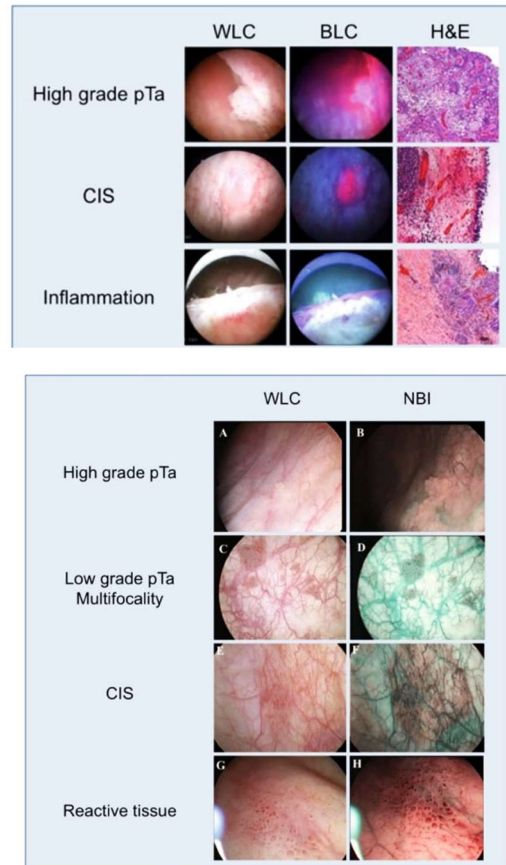 WLC BLC H&E
High grade pTa
CIS
Inflammation
WLC NBI
High grade pTa
A B
Low grade pTa
Multifocality
C D
CIS
E F
Reactive tissue
G H